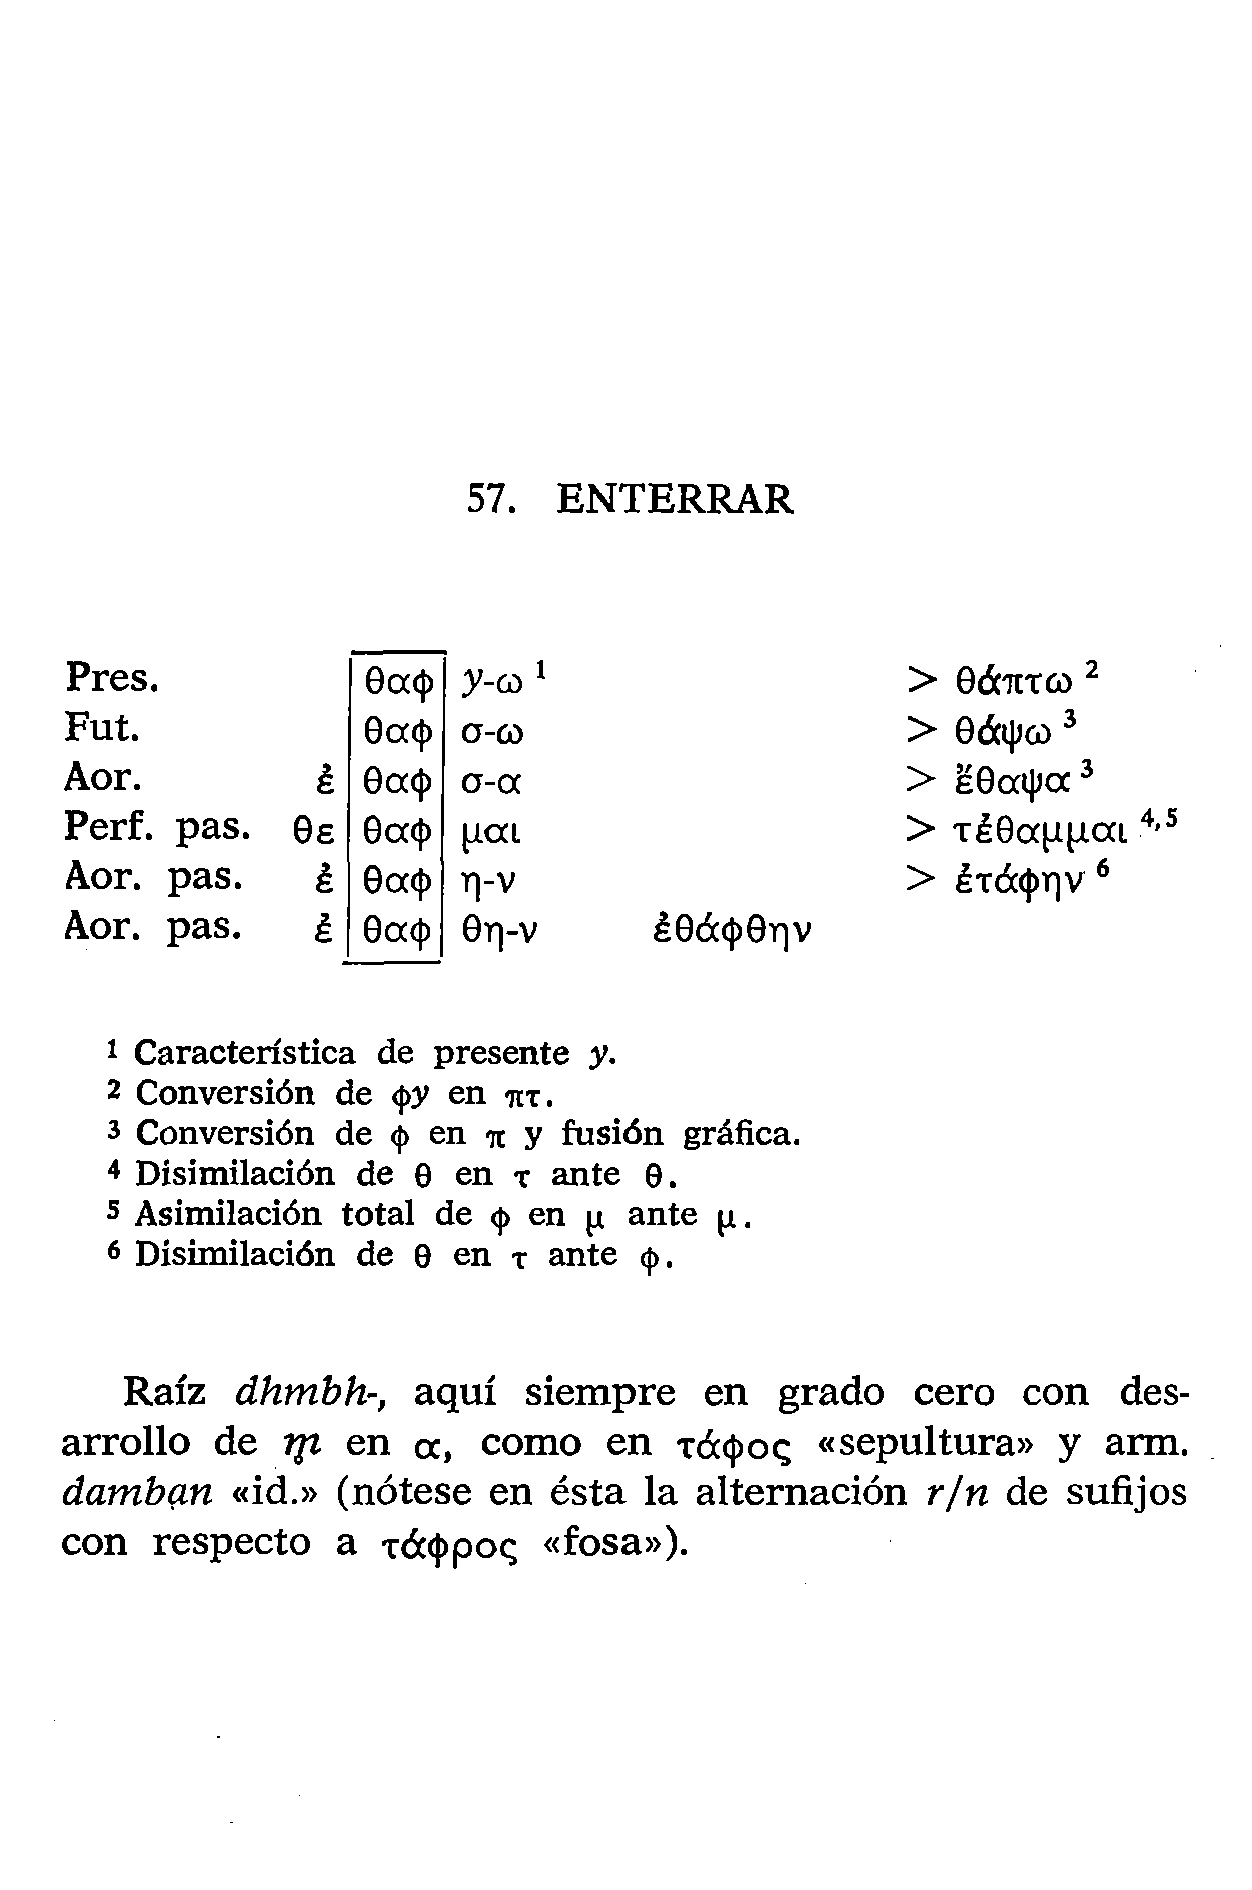 57. ENTERRAR
Pres. θαφ y-ω ¹ > θάπτω ²
Fut. θαφ σ-ω > θάψω ³
Aor. ἐ θαφ σ-α > ἔθαψα ³
Perf. pas. θε θαφ μαι > τέθαμμαι ⁴,⁵
Aor. pas. ἐ θαφ η-ν > ἐτάφην ⁶
Aor. pas. ἐ θαφ θη-ν ἐθάφθην
¹ Característica de presente y.
² Conversión de φy en πτ.
³ Conversión de φ en π y fusión gráfica.
⁴ Disimilación de θ en τ ante θ.
⁵ Asimilación total de φ en μ ante μ.
⁶ Disimilación de θ en τ ante φ.
Raíz dhmbh-, aquí siempre en grado cero con des-
arrollo de m̥ en α, como en τάφος «sepultura» y arm.
dambạn «id.» (nótese en ésta la alternación r/n de sufijos
con respecto a τάφρος «fosa»).